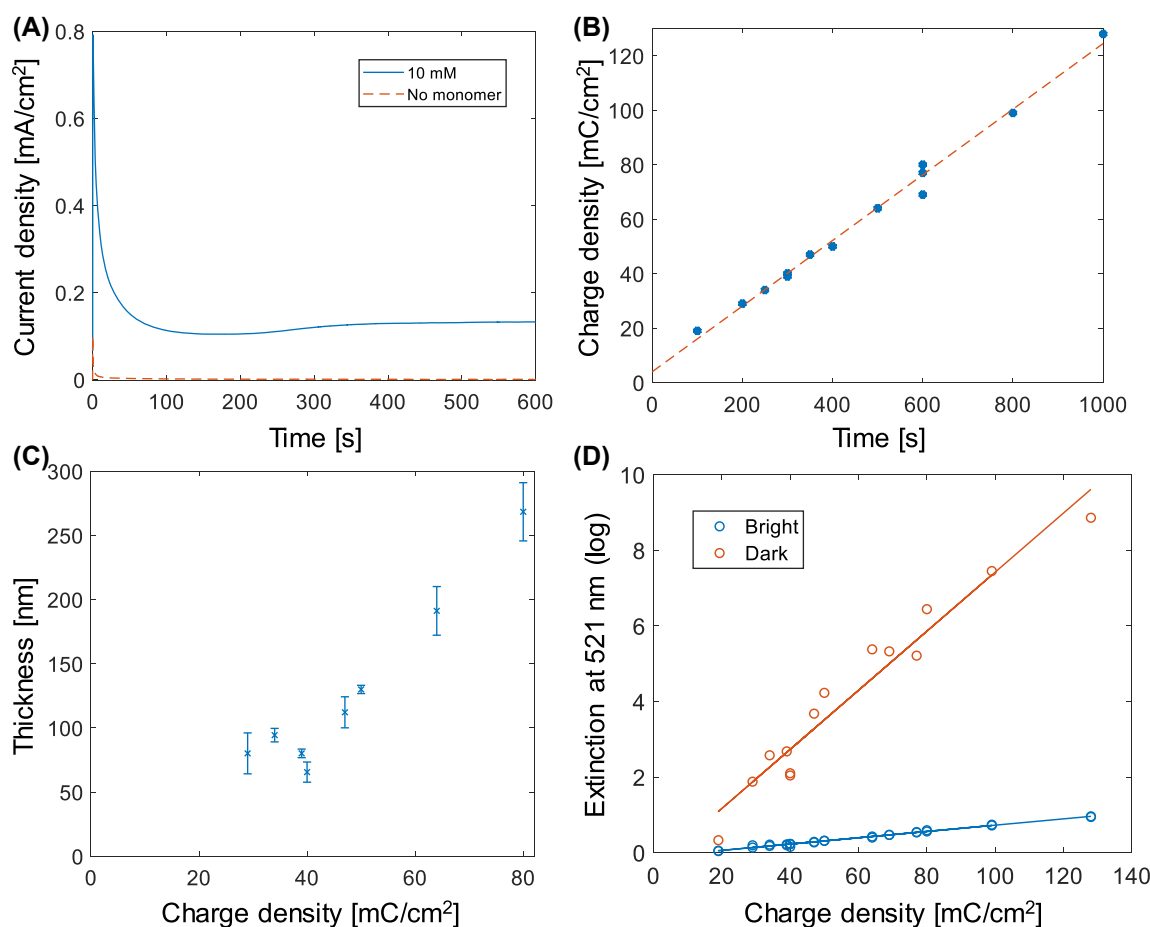 (A)
Current density [mA/cm²]
0.8
0.6
0.4
0.2
0
10 mM
No monomer
0 100 200 300 400 500 600
Time [s]
(B)
Charge density [mC/cm²]
120
100
80
60
40
20
0
0 200 400 600 800 1000
Time [s]
(C)
Thickness [nm]
300
250
200
150
100
50
0
0 20 40 60 80
Charge density [mC/cm²]
(D)
Extinction at 521 nm (log)
10
8
6
4
2
0
Bright
Dark
0 20 40 60 80 100 120 140
Charge density [mC/cm²]